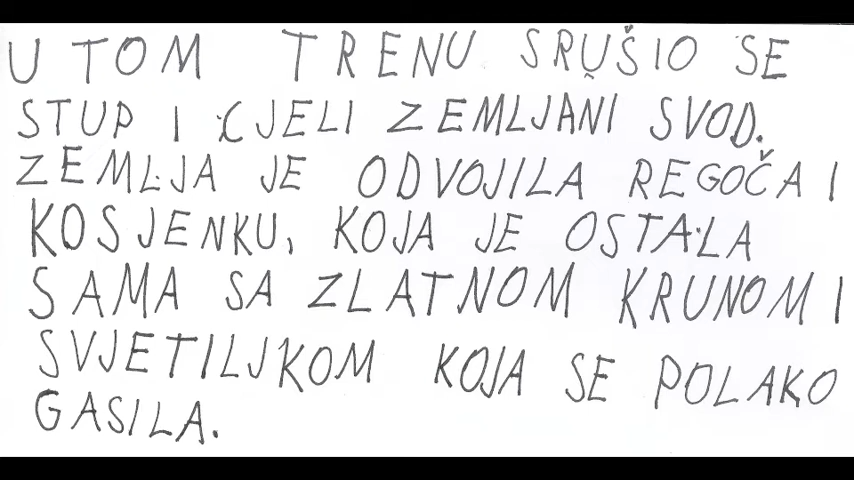 U TOM TRENU SRUŠIO SE
STUP I CJELI ZEMLJANI SVOD.
ZEMLJA JE ODVOJILA REGOČA I
KOSJENKU, KOJA JE OSTALA
SAMA SA ZLATNOM KRUNOM I
SVJETILJKOM KOJA SE POLAKO
GASILA.